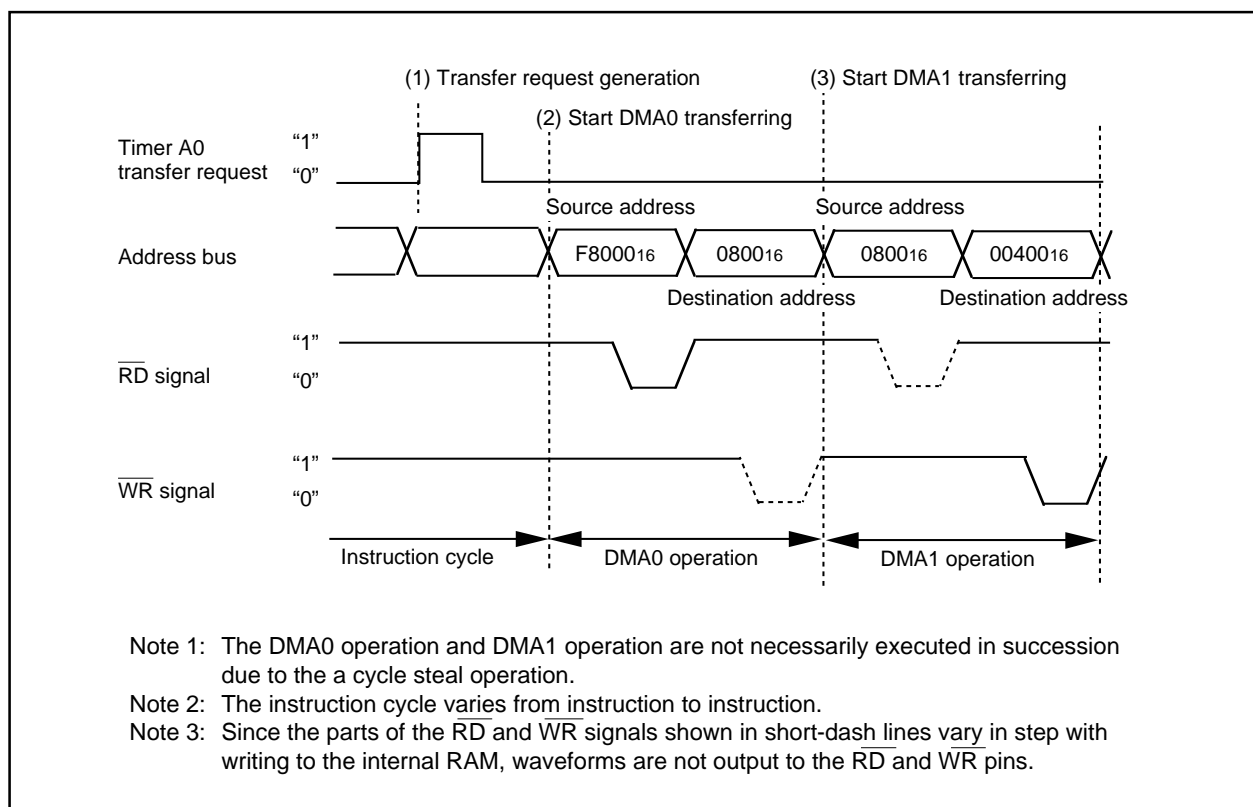 (1) Transfer request generation
(3) Start DMA1 transferring
(2) Start DMA0 transferring
Timer A0
transfer request
“1”
“0”
Source address
Source address
Address bus
F800016
080016
080016
0040016
Destination address
Destination address
RD signal
“1”
“0”
WR signal
“1”
“0”
Instruction cycle
DMA0 operation
DMA1 operation
Note 1: The DMA0 operation and DMA1 operation are not necessarily executed in succession
due to the a cycle steal operation.
Note 2: The instruction cycle varies from instruction to instruction.
Note 3: Since the parts of the RD and WR signals shown in short-dash lines vary in step with
writing to the internal RAM, waveforms are not output to the RD and WR pins.